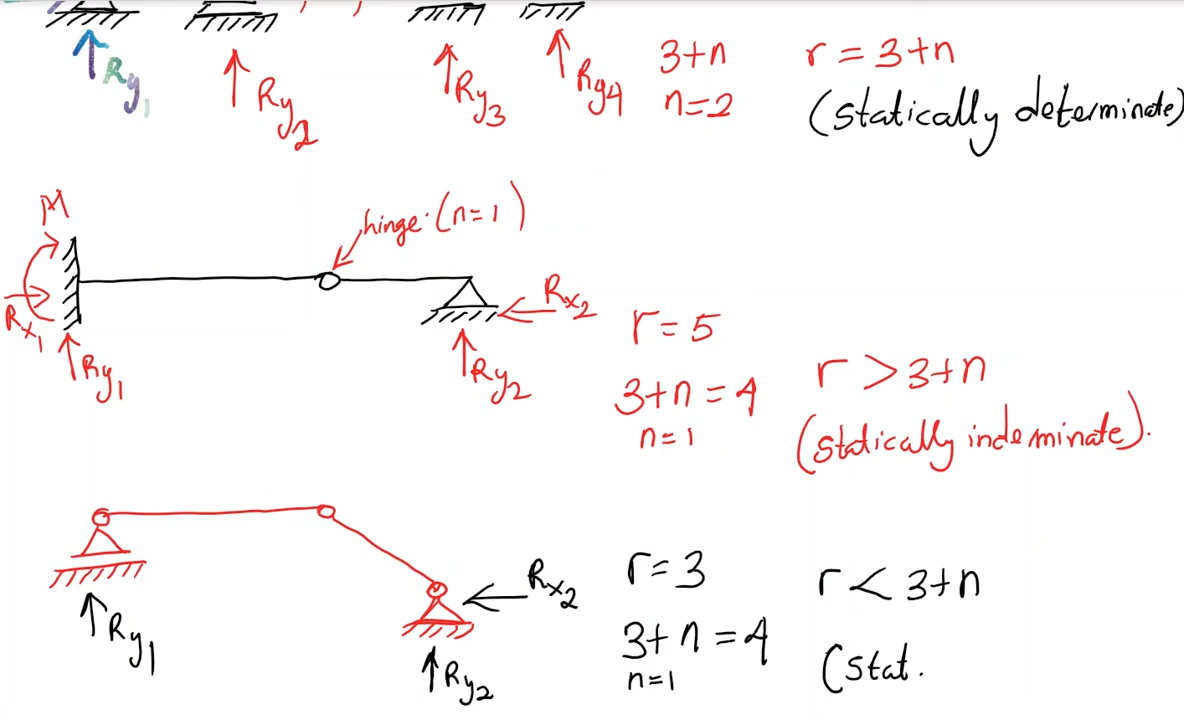 3+n
r = 3+n
Ry1
Ry2
Ry3
Ry4
n=2
(statically determinate)
M
hinge (n=1)
Rx1
Rx2
Ry1
Ry2
r = 5
3+n = 4
n=1
r > 3+n
(statically indeminate).
Ry1
Rx2
Ry2
r = 3
3+n = 4
n=1
r < 3+n
(stat.